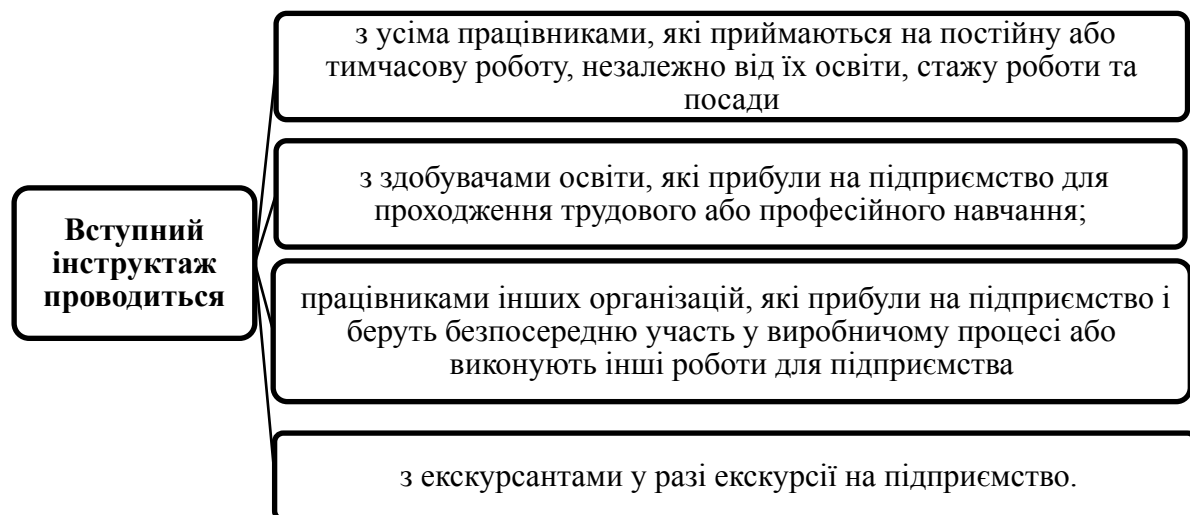 з усіма працівниками, які приймаються на постійну або
тимчасову роботу, незалежно від їх освіти, стажу роботи та
посади
з здобувачами освіти, які прибули на підприємство для
проходження трудового або професійного навчання;
Вступний
інструктаж
проводиться
працівниками інших організацій, які прибули на підприємство і
беруть безпосередню участь у виробничому процесі або
виконують інші роботи для підприємства
з екскурсантами у разі екскурсії на підприємство.